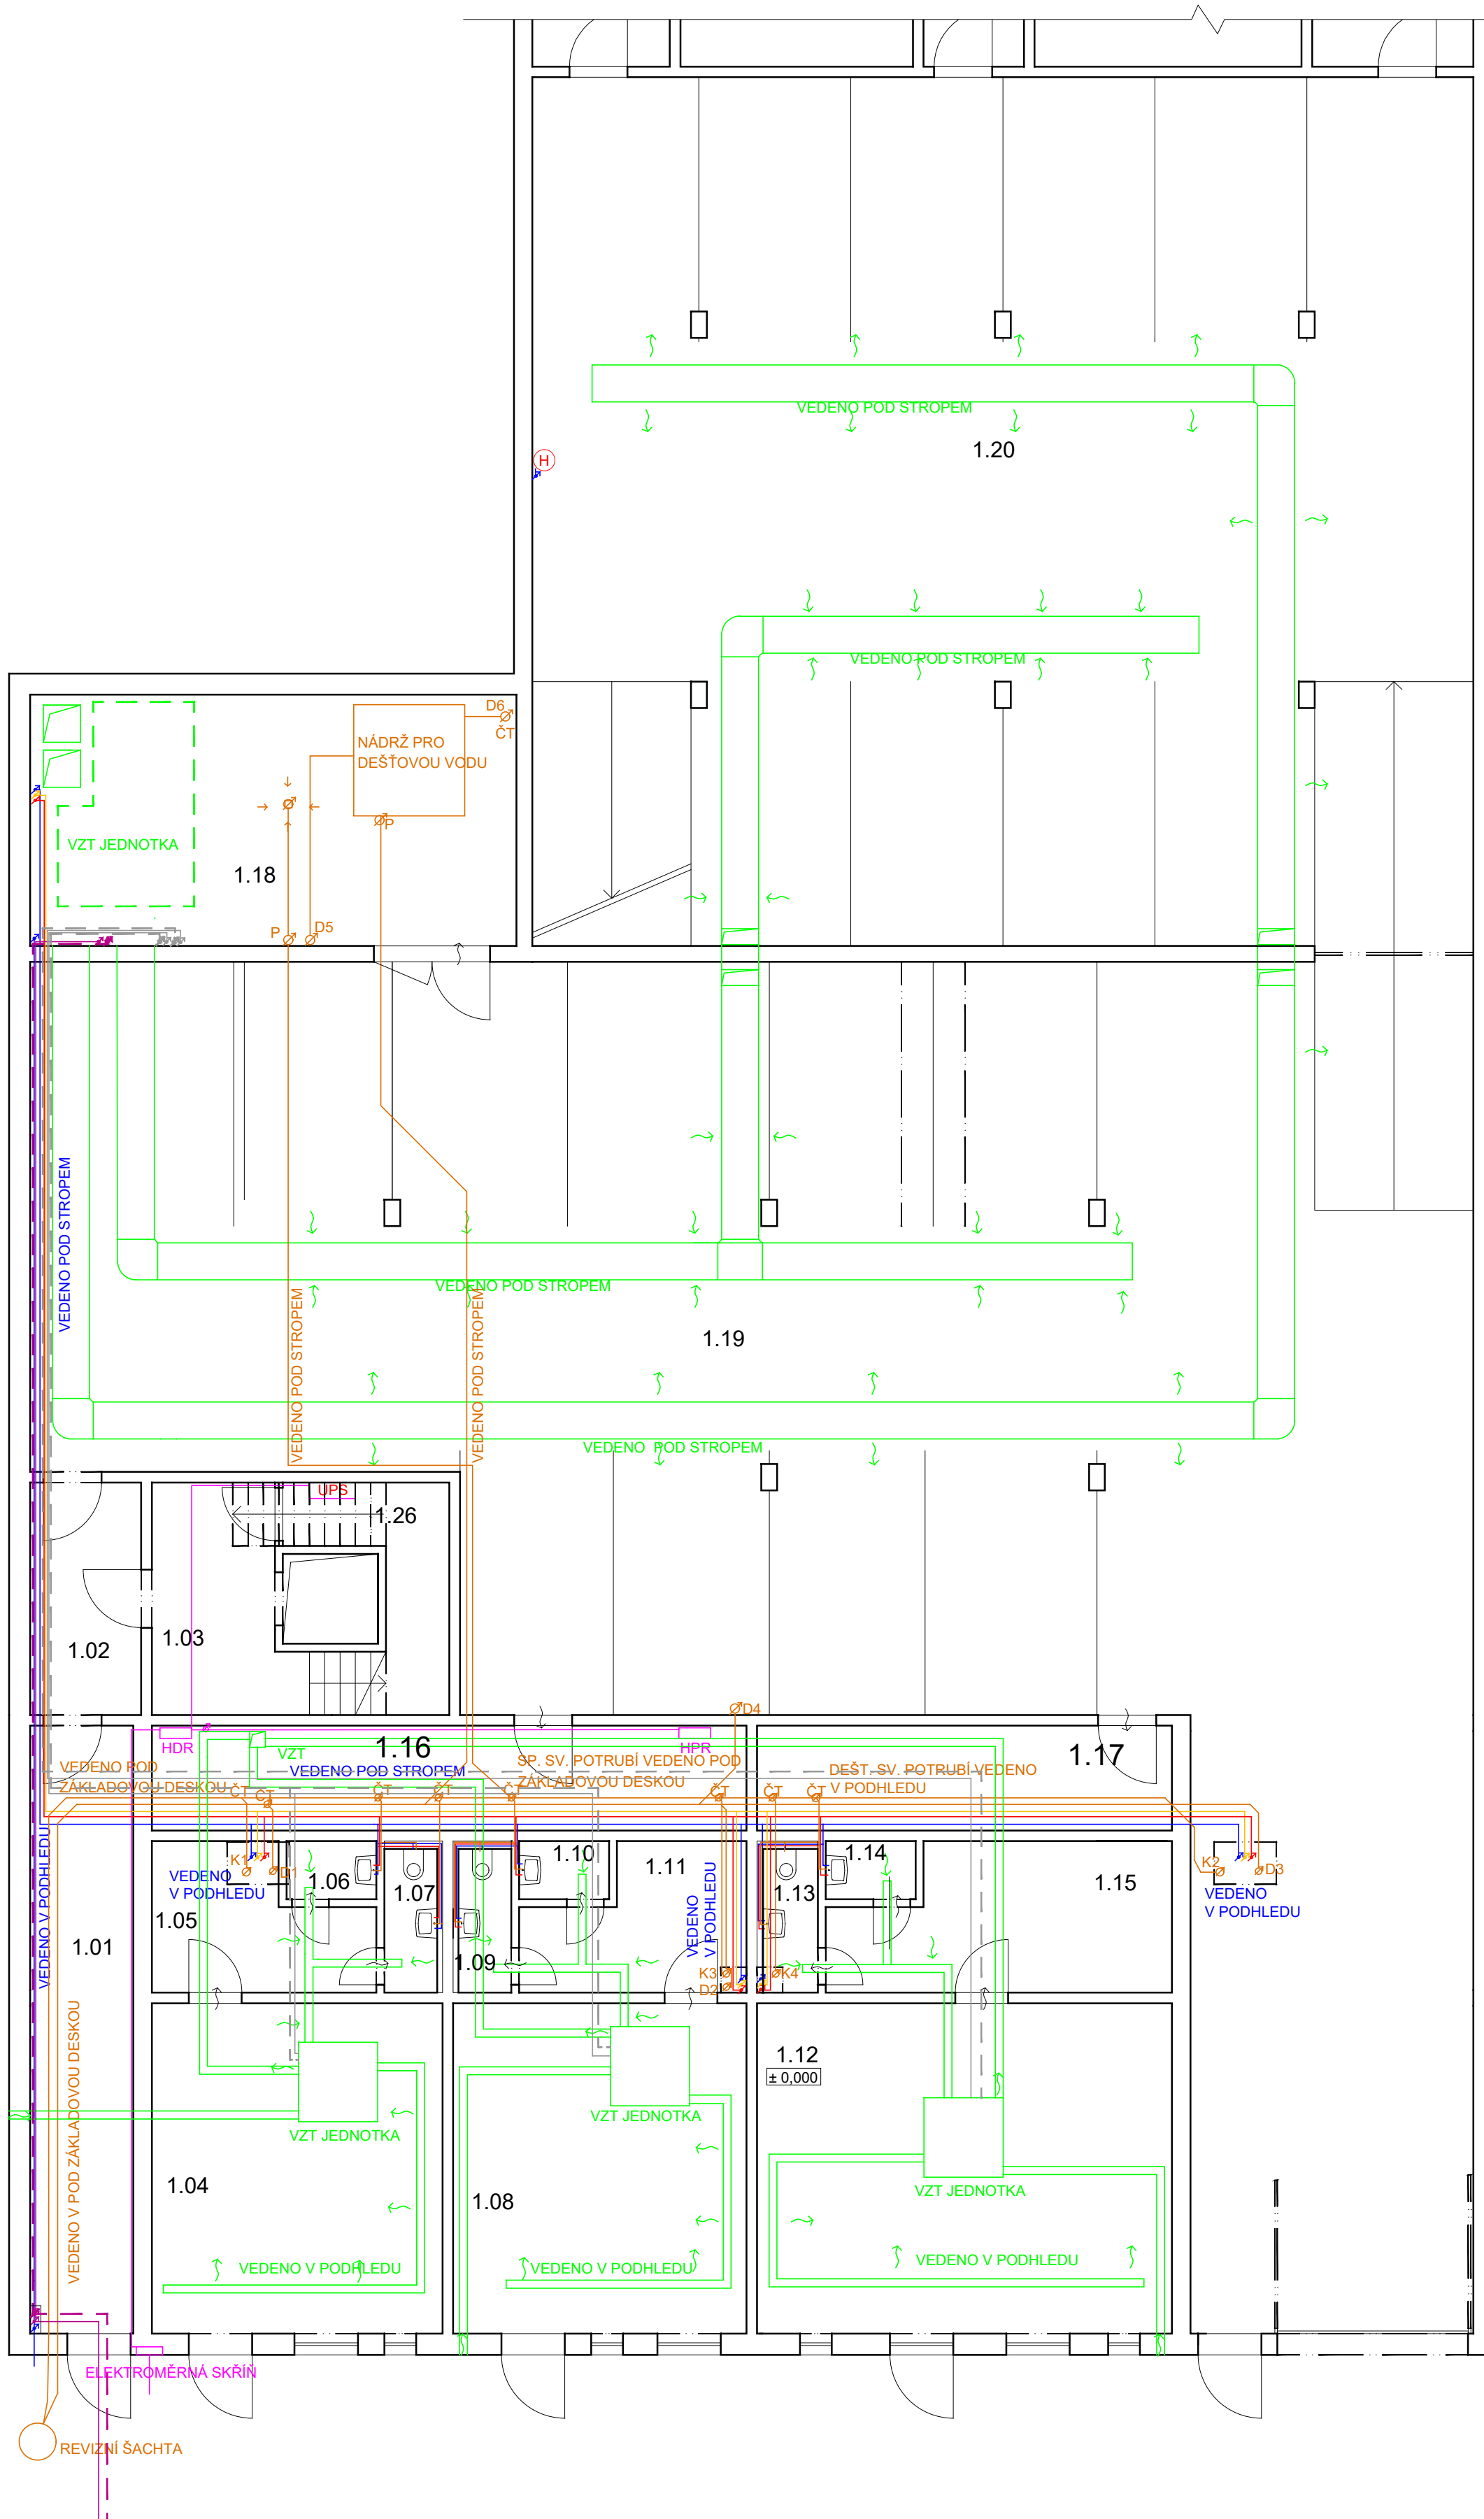 VEDENO POD STROPEM
1.20
H
VEDENO POD STROPEM
D6
ČT
NÁDRŽ PRO
DEŠŤOVOU VODU
P
VZT JEDNOTKA
1.18
P
D5
VEDENO POD STROPEM
VEDENO POD STROPEM
VEDENO POD STROPEM
VEDENO POD STROPEM
1.19
VEDENO POD STROPEM
UPS
1.26
1.02
1.03
D4
HDR
HPR
VZT
1.16
1.17
VEDENO POD
ZÁKLADOVOU DESKOU
VEDENO POD STROPEM
SP. SV. POTRUBÍ VEDENO POD
ZÁKLADOVOU DESKOU
DEŠŤ. SV. POTRUBÍ VEDENO
V PODHLEDU
ČT
ČT
ČT
ČT
ČT
ČT
ČT
ČT
K1
D1
VEDENO
V PODHLEDU
1.05
1.06
1.07
1.09
1.10
1.11
VEDENO
V PODHLEDU
1.13
1.14
1.15
K2
D3
VEDENO
V PODHLEDU
K3
D2
K4
VEDENO V PODHLEDU
1.01
VEDENO V POD ZÁKLADOVOU DESKOU
1.12
± 0,000
VZT JEDNOTKA
VZT JEDNOTKA
VZT JEDNOTKA
1.04
1.08
VEDENO V PODHLEDU
VEDENO V PODHLEDU
VEDENO V PODHLEDU
ELEKTROMĚRNÁ SKŘÍŇ
REVIZNÍ ŠACHTA